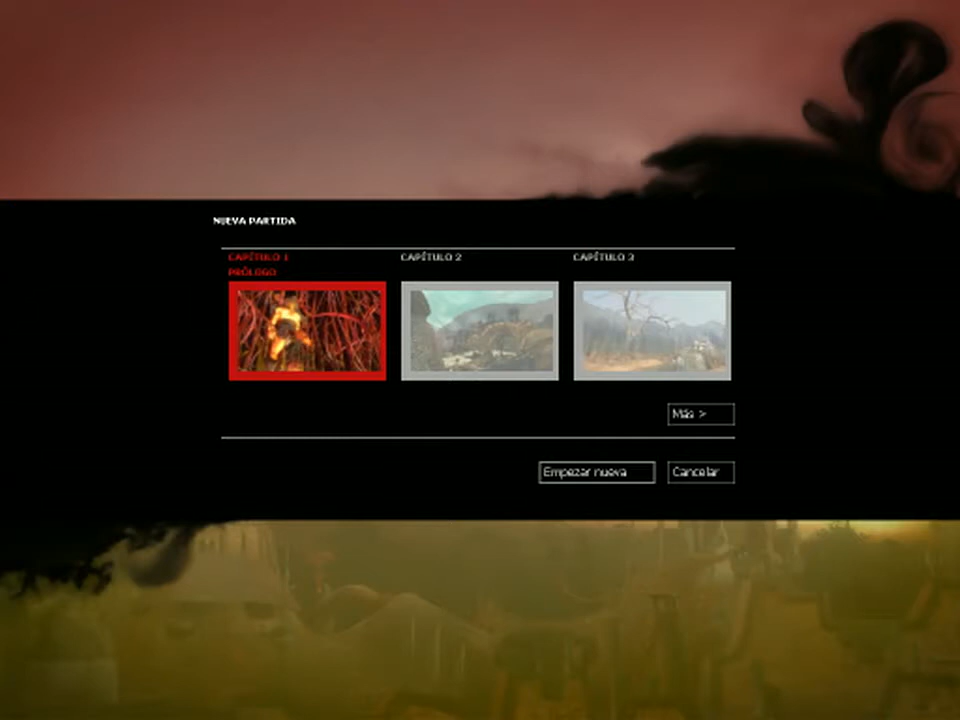 NUEVA PARTIDA
CAPÍTULO 1
PRÓLOGO
CAPÍTULO 2
CAPÍTULO 3
Más >
Empezar nueva
Cancelar